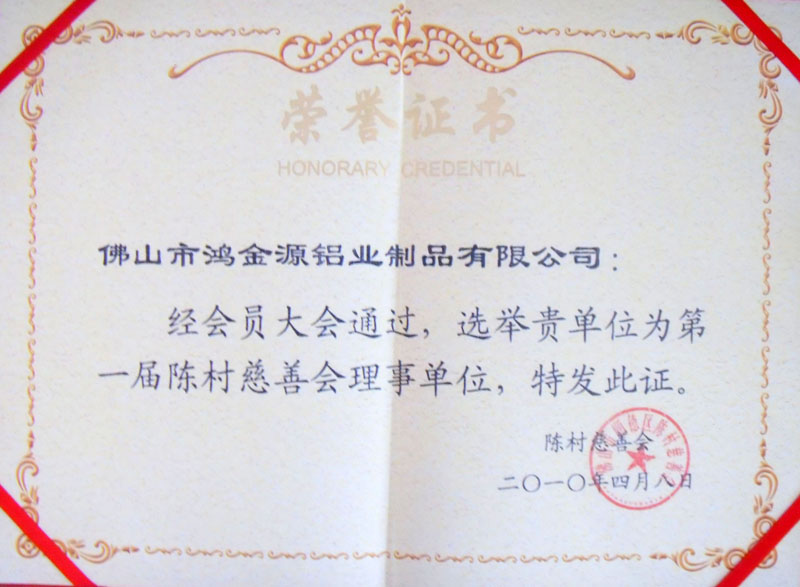 荣誉证书
HONORARY CREDENTIAL
佛山市鸿金源铝业制品有限公司：
经会员大会通过，选举贵单位为第
一届陈村慈善会理事单位，特发此证。
陈村慈善会
二〇一〇年四月八日